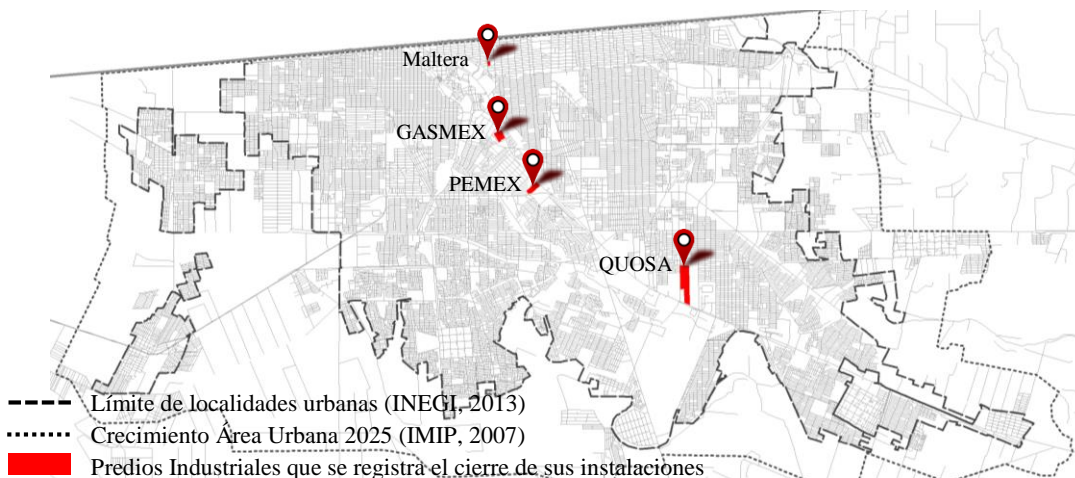 Maltera
GASMEX
PEMEX
QUOSA
Límite de localidades urbanas (INEGI, 2013)
Crecimiento Área Urbana 2025 (IMIP, 2007)
Predios Industriales que se registra el cierre de sus instalaciones